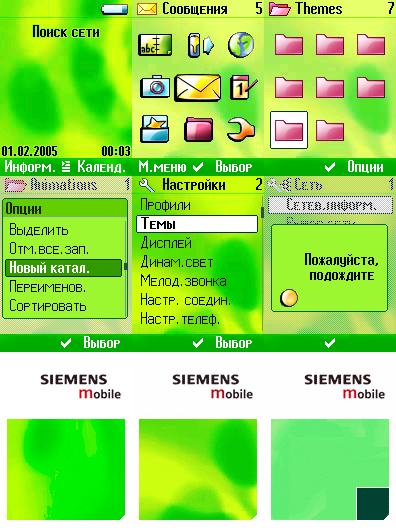 Поиск сети
01.02.2005 00:03
Информ. Календ.
Сообщения 5
М.меню Выбор
Themes 7
Опции
Animations 1
Опции
Выделить
Отм.все.зап.
Новый катал.
Переименов.
Сортировать
Выбор
Настройки 2
Профили
Темы
Дисплей
Динам.свет
Мелод.звонка
Настр. соедин.
Настр.телеф.
Выбор
Сеть 1
Сетев.информ.
Пожалуйста,
подождите
SIEMENS
mobile
SIEMENS
mobile
SIEMENS
mobile